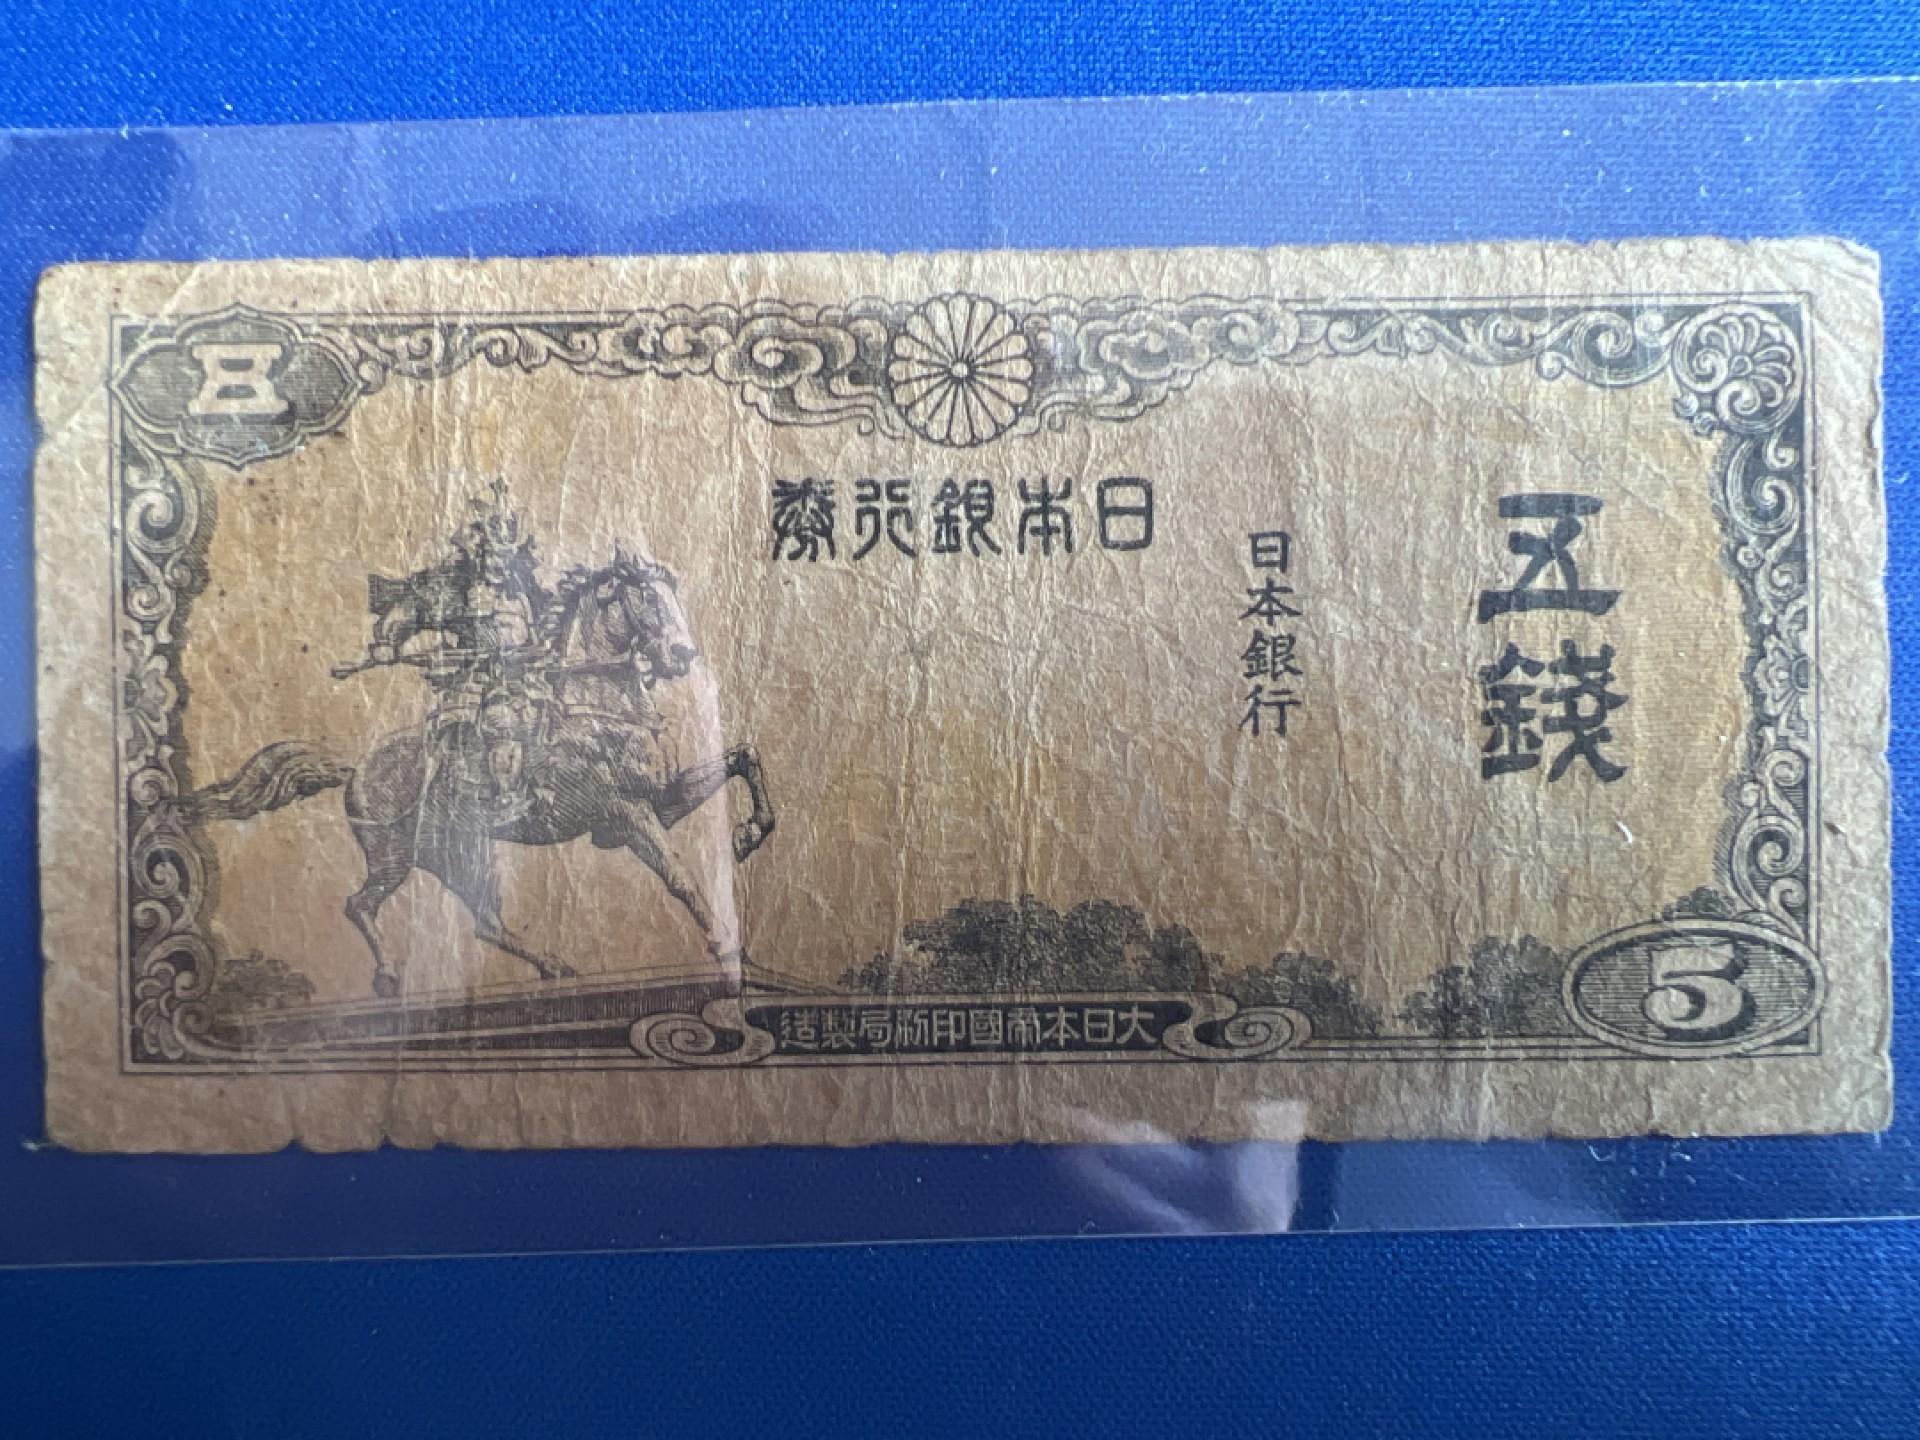 五
日本銀行券
日本銀行
五錢
大日本帝國印刷局製造
5